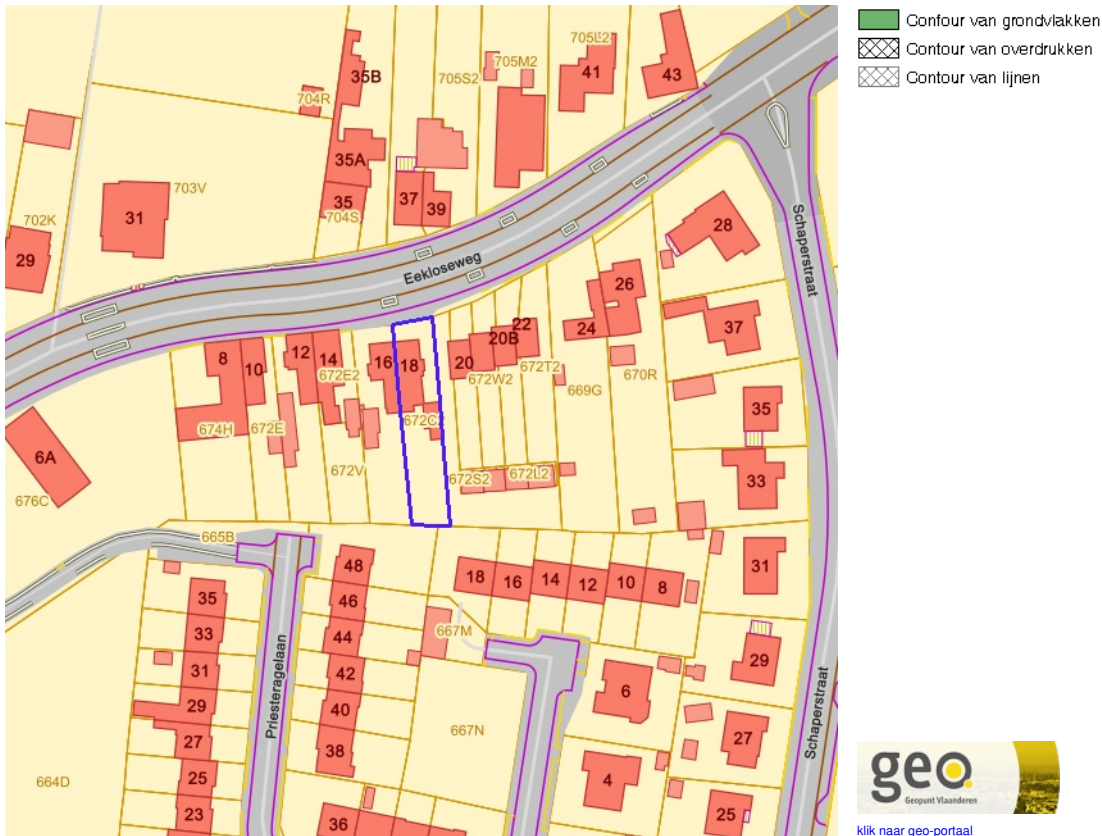 Contour van grondvlakken
Contour van overdrukken
Contour van lijnen
705L2
35B
705M2
705S2
41
43
704R
35A
703V
35
704S
37
39
702K
31
29
Schaperstraat
28
Eekloseweg
26
24
37
22
20B
20
8
10
12
14
672E2
16
18
672W2
672T2
669G
670R
35
674H
672E
672C2
6A
672V
672S2
672L2
33
676C
665B
48
18
16
14
12
10
8
31
35
46
33
44
667M
31
42
29
6
29
Priesteragelaan
40
667N
27
38
27
Schaperstraat
25
4
664D
23
36
25
geo
Geopunt Vlaanderen
klik naar geo-portaal